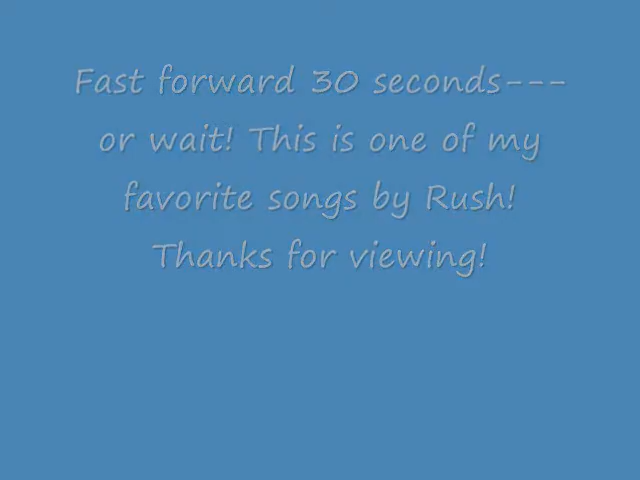 Fast forward 30 seconds---
or wait! This is one of my
favorite songs by Rush!
Thanks for viewing!